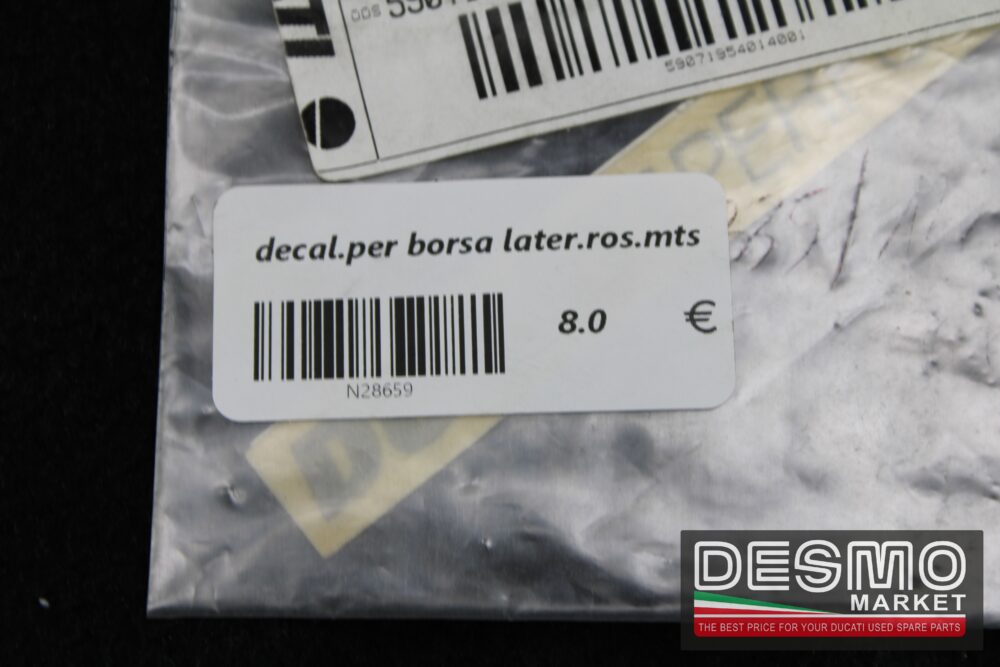 59071954014001
decal.per borsa later.ros.mts
8.0 €
N28659
DESMO
MARKET
THE BEST PRICE FOR YOUR DUCATI USED SPARE PARTS